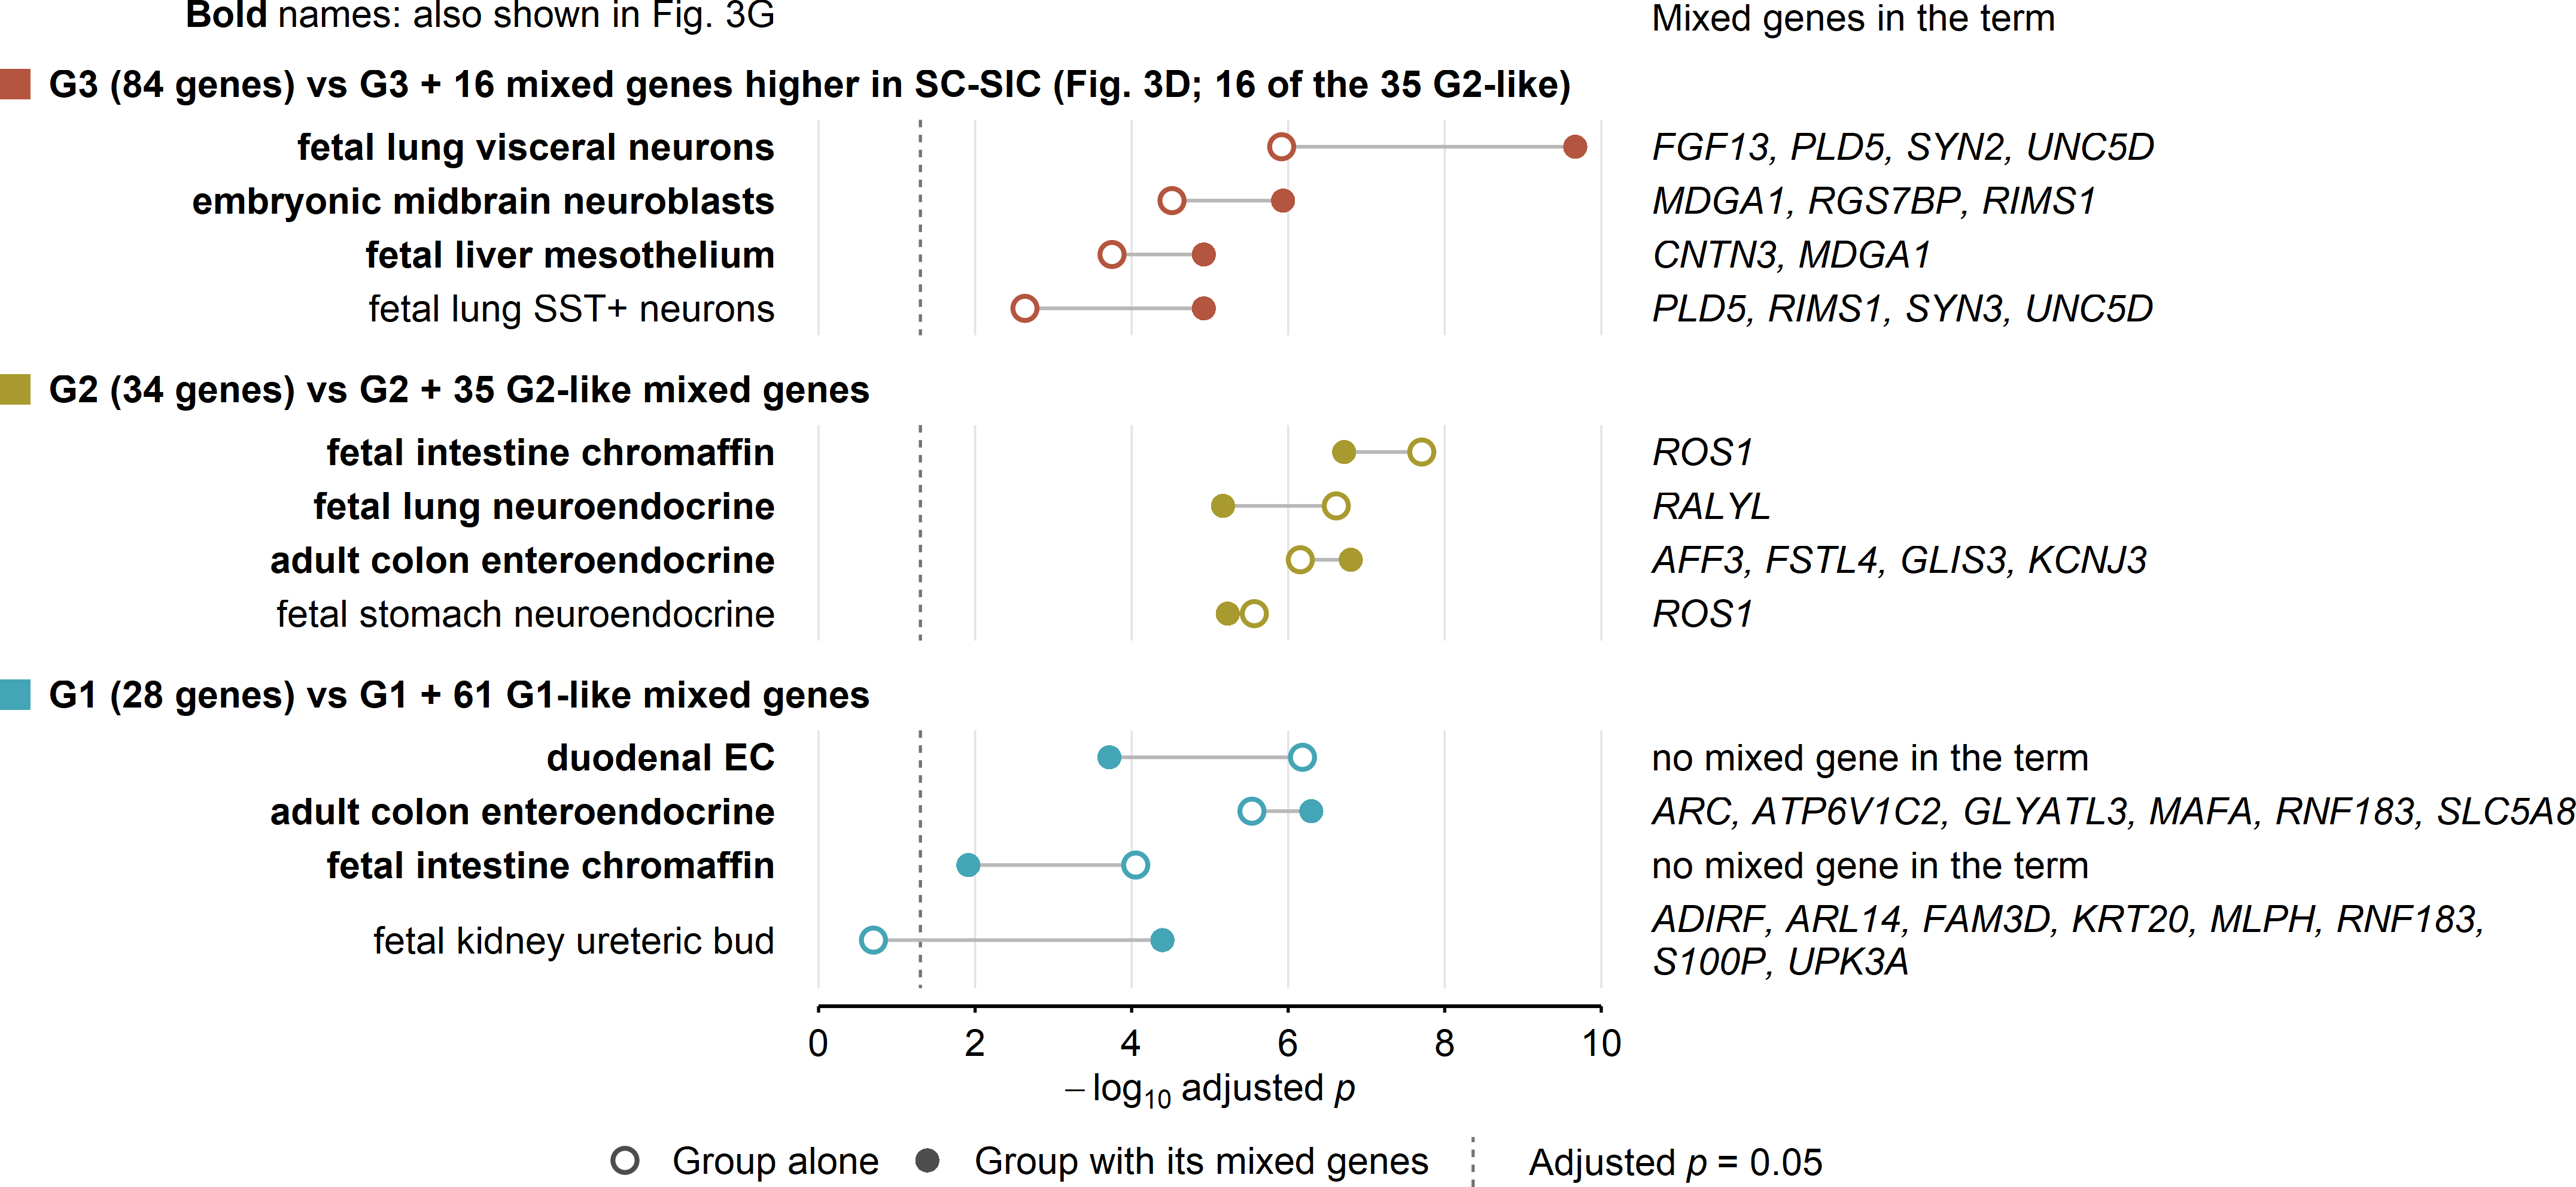 Bold names: also shown in Fig. 3G
Mixed genes in the term
G3 (84 genes) vs G3 + 16 mixed genes higher in SC-SIC (Fig. 3D; 16 of the 35 G2-like)
fetal lung visceral neurons
FGF13, PLD5, SYN2, UNC5D
embryonic midbrain neuroblasts
MDGA1, RGS7BP, RIMS1
fetal liver mesothelium
CNTN3, MDGA1
fetal lung SST+ neurons
PLD5, RIMS1, SYN3, UNC5D
G2 (34 genes) vs G2 + 35 G2-like mixed genes
fetal intestine chromaffin
ROS1
fetal lung neuroendocrine
RALYL
adult colon enteroendocrine
AFF3, FSTL4, GLIS3, KCNJ3
fetal stomach neuroendocrine
ROS1
G1 (28 genes) vs G1 + 61 G1-like mixed genes
duodenal EC
no mixed gene in the term
adult colon enteroendocrine
ARC, ATP6V1C2, GLYATL3, MAFA, RNF183, SLC5A8
fetal intestine chromaffin
no mixed gene in the term
fetal kidney ureteric bud
ADIRF, ARL14, FAM3D, KRT20, MLPH, RNF183,
S100P, UPK3A
0 2 4 6 8 10
− log10 adjusted p
Group alone
Group with its mixed genes
Adjusted p = 0.05